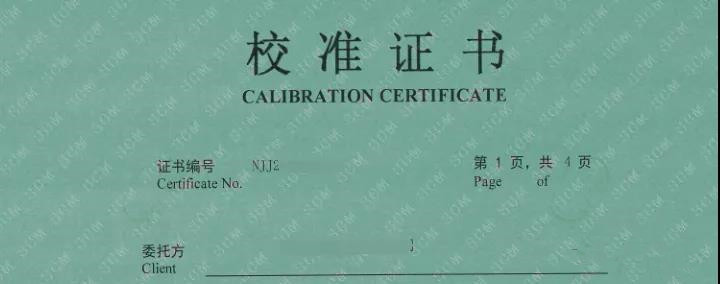 校准证书
CALIBRATION CERTIFICATE
证书编号 NJJ2
Certificate No.
第 1 页，共 4 页
Page of
委托方
Client